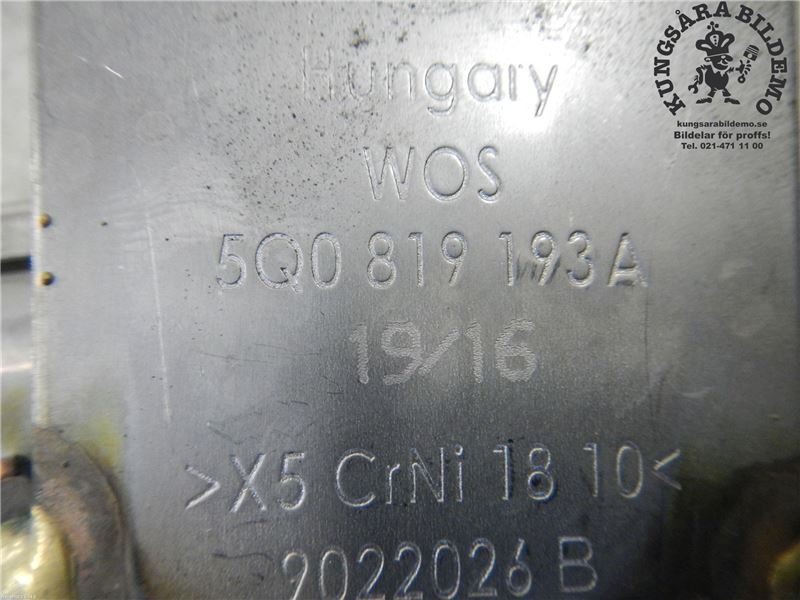 Hungary
WOS
5Q0 819 193A
19/16
>X5 CrNi 18 10<
9022026 B
KUNGSÅRA BILDEMO
kungsarabildemo.se
Bildelar för proffs!
Tel. 021-471 11 00